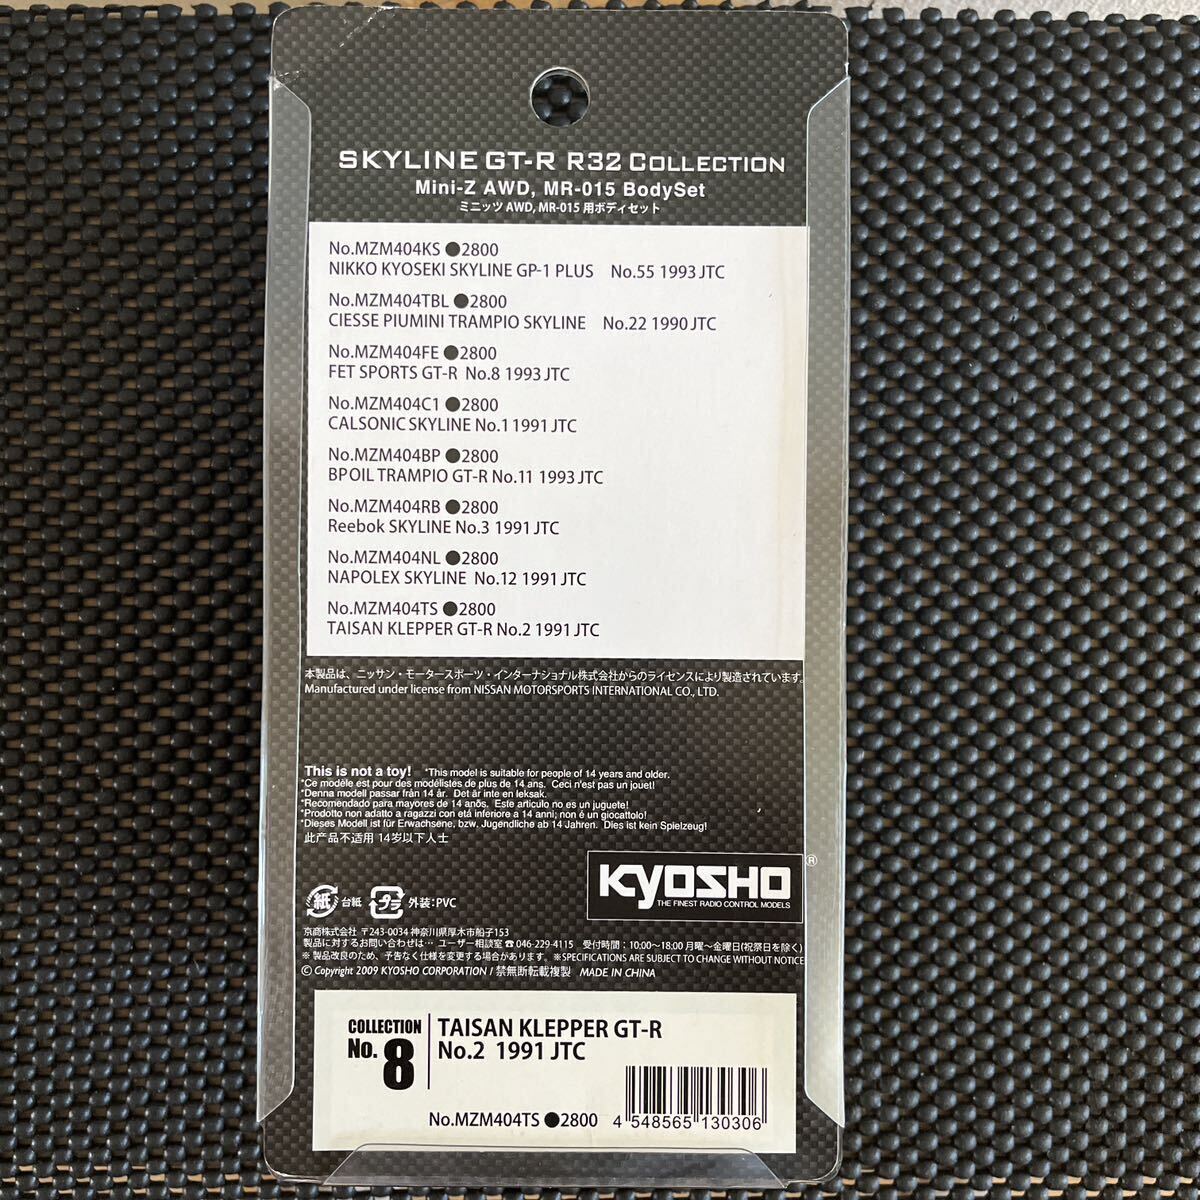 SKYLINE GT-R R32 COLLECTION
Mini-Z AWD, MR-015 BodySet
ミニッツ AWD, MR-015 用ボディセット
No.MZM404KS ●2800
NIKKO KYOSEKI SKYLINE GP-1 PLUS No.55 1993 JTC
No.MZM404TBL ●2800
CIESSE PIUMINI TRAMPIO SKYLINE No.22 1990 JTC
No.MZM404FE ●2800
FET SPORTS GT-R No.8 1993 JTC
No.MZM404C1 ●2800
CALSONIC SKYLINE No.1 1991 JTC
No.MZM404BP ●2800
BPOIL TRAMPIO GT-R No.11 1993 JTC
No.MZM404RB ●2800
Reebok SKYLINE No.3 1991 JTC
No.MZM404NL ●2800
NAPOLEX SKYLINE No.12 1991 JTC
No.MZM404TS ●2800
TAISAN KLEPPER GT-R No.2 1991 JTC
本製品は、ニッサン・モータースポーツ・インターナショナル株式会社からのライセンスにより製造されています。
Manufactured under license from NISSAN MOTORSPORTS INTERNATIONAL CO., LTD.
This is not a toy! *This model is suitable for people of 14 years and older.
*Ce modèle est pour des modélistes de plus de 14 ans. Ceci n'est pas un jouet!
*Denna modell passar från 14 år. Det är inte en leksak.
*Recomendado para mayores de 14 anõs. Este articulo no es un juguete!
*Prodotto non adatto a ragazzi con etá inferiore a 14 anni; non é un giocattolo!
*Dieses Modell ist für Erwachsene, bzw. Jugendliche ab 14 Jahren. Dies ist kein Spielzeug!
此产品不适用 14岁以下人士
KYOSHO ®
THE FINEST RADIO CONTROL MODELS
紙 台紙 プラ 外装:PVC
京商株式会社 〒243-0034 神奈川県厚木市船子153
製品に対するお問い合わせは… ユーザー相談室 ☎ 046-229-4115 受付時間：10:00～18:00 月曜～金曜日(祝祭日を除く)
※ 製品改良のため、予告なく仕様を変更する場合があります。 ※SPECIFICATIONS ARE SUBJECT TO CHANGE WITHOUT NOTICE
© Copyright 2009 KYOSHO CORPORATION / 禁無断転載複製 MADE IN CHINA
COLLECTION No. 8
TAISAN KLEPPER GT-R
No.2 1991 JTC
No.MZM404TS ●2800
4 548565 130306